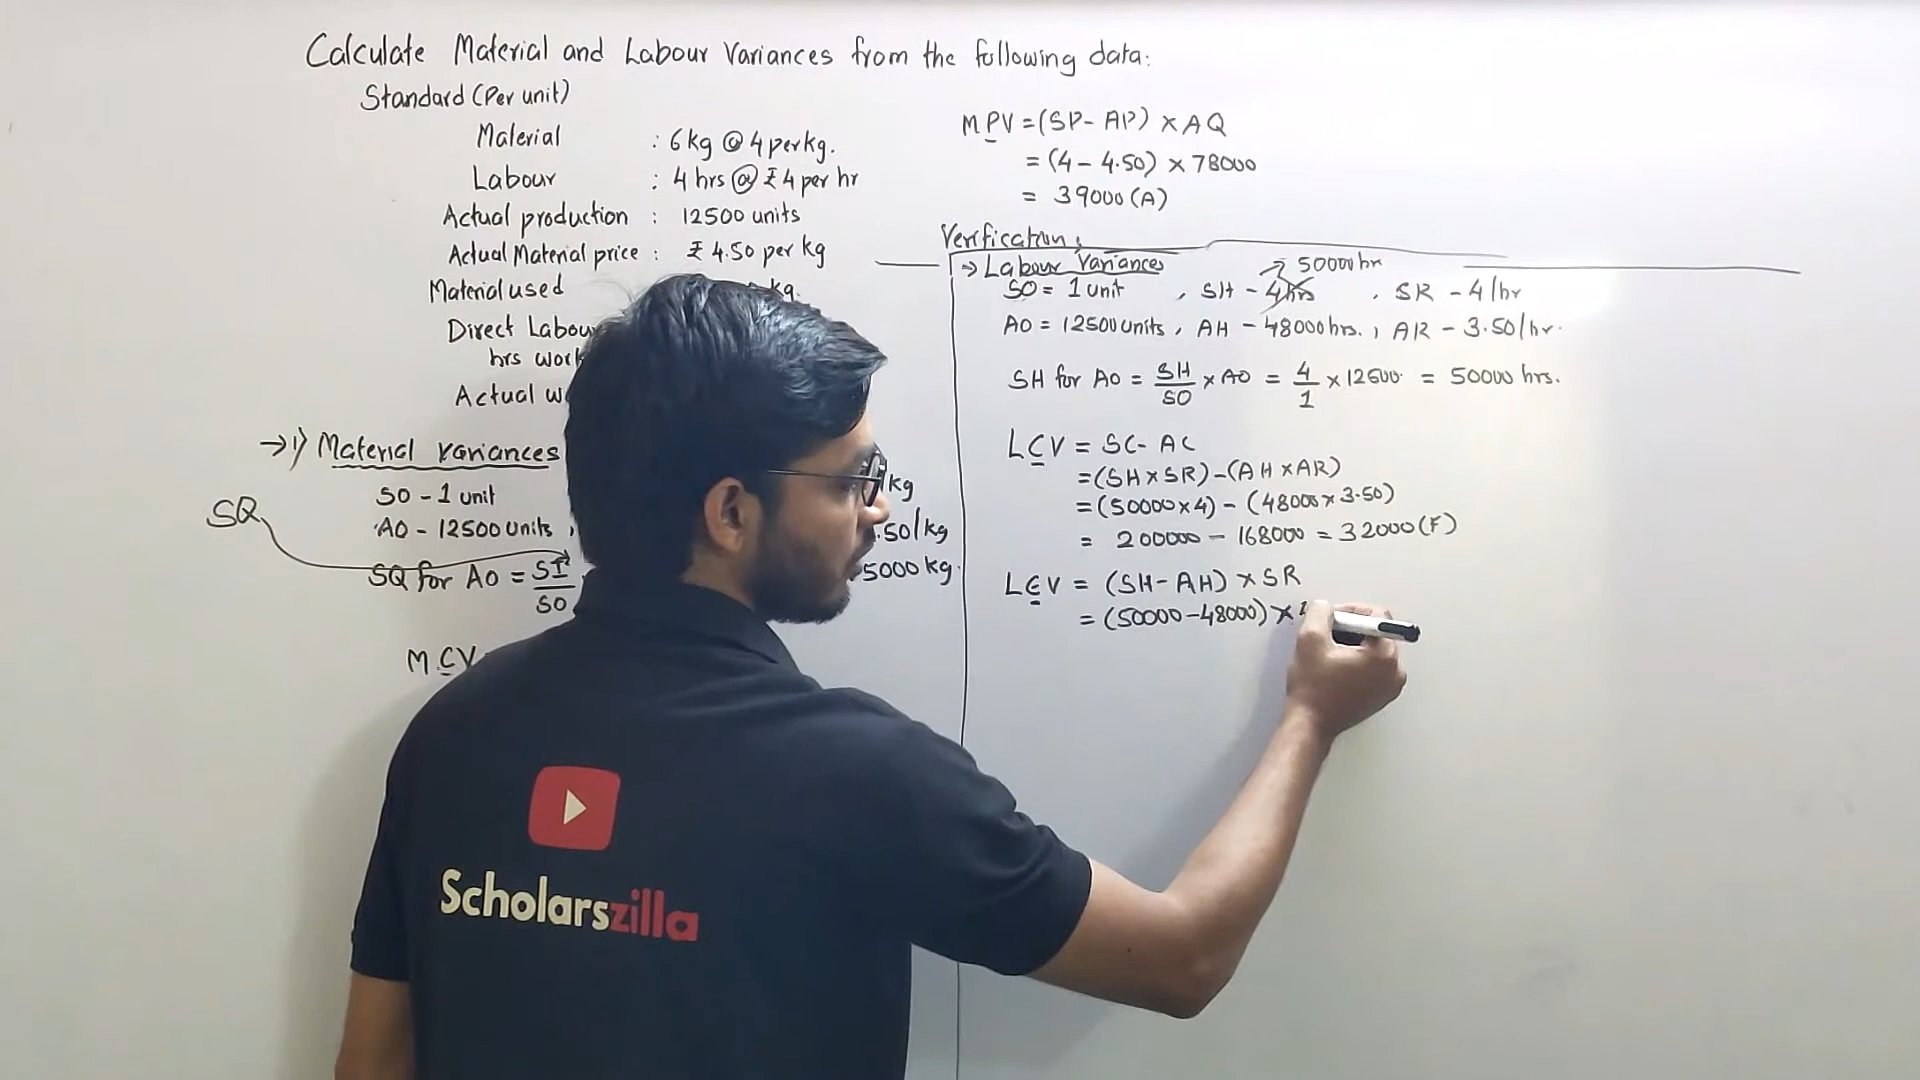 Calculate Material and Labour Variances from the following data:
Standard (Per unit)
Material : 6kg @ 4 per kg.
Labour : 4 hrs @ ₹4 per hr
Actual production : 12500 units
Actual Material price : ₹ 4.50 per kg
Material used kg.
Direct Labou
hrs work
Actual w
→ 1) Material variances
SO - 1 unit /kg
AO - 12500 units, .50/kg
SQ
SQ for AO = SI/SO 5000 kg.
MCV
MPV = (SP - AP) × AQ
= (4 - 4.50) × 78000
= 39000 (A)
Verification:
→ Labour Variances
50000 hr
SO = 1 unit , SH - 4hrs , SR - 4/hr
AO = 12500 units, AH - 48000 hrs. , AR - 3.50/hr.
SH for AO = SH/SO × AO = 4/1 × 12500 = 50000 hrs.
LCV = SC - AC
= (SH × SR) - (AH × AR)
= (50000 × 4) - (48000 × 3.50)
= 200000 - 168000 = 32000 (F)
LEV = (SH - AH) × SR
= (50000 - 48000) ×
Scholarszilla